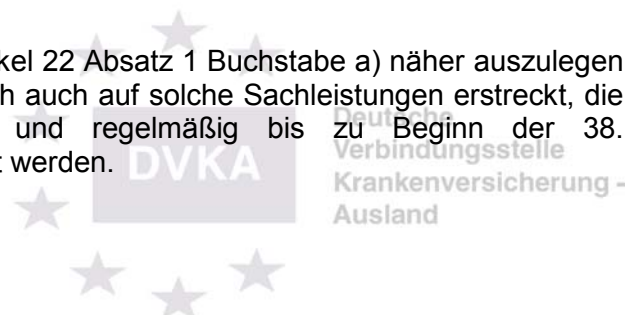 kel 22 Absatz 1 Buchstabe a) näher auszulegen
h auch auf solche Sachleistungen erstreckt, die
und regelmäßig bis zu Beginn der 38.
t werden.
DVKA
Deutsche
Verbindungsstelle
Krankenversicherung -
Ausland